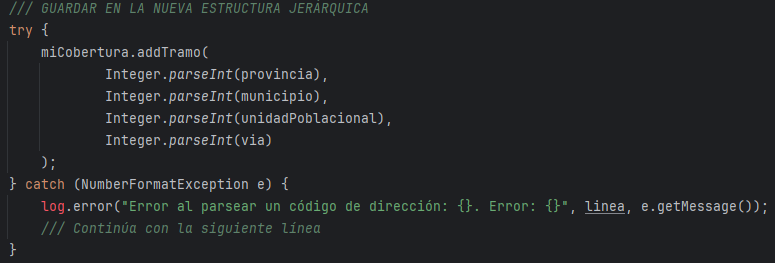 /// GUARDAR EN LA NUEVA ESTRUCTURA JERÁRQUICA
try {
    miCobertura.addTramo(
            Integer.parseInt(provincia),
            Integer.parseInt(municipio),
            Integer.parseInt(unidadPoblacional),
            Integer.parseInt(via)
    );
} catch (NumberFormatException e) {
    log.error("Error al parsear un código de dirección: {}. Error: {}", linea, e.getMessage());
    /// Continúa con la siguiente línea
}